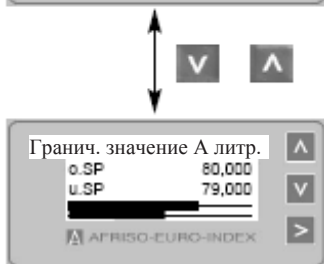 v ʌ
Гранич. значение А литр.
o.SP 80,000
u.SP 79,000
AFRISO-EURO-INDEX